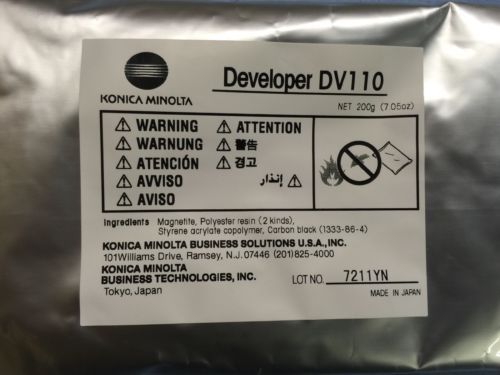 KONICA MINOLTA
Developer DV110
NET 200g (7.05oz)
WARNING
ATTENTION
WARNUNG
警告
ATENCIÓN
경고
AVVISO
إنذار
AVISO
Ingredients Magnetite, Polyester resin (2 kinds),
Styrene acrylate copolymer, Carbon black (1333-86-4)
KONICA MINOLTA BUSINESS SOLUTIONS U.S.A., INC.
101Williams Drive, Ramsey, N.J. 07446 (201)825-4000
KONICA MINOLTA
BUSINESS TECHNOLOGIES, INC.
Tokyo, Japan
LOT NO. 7211YN
MADE IN JAPAN